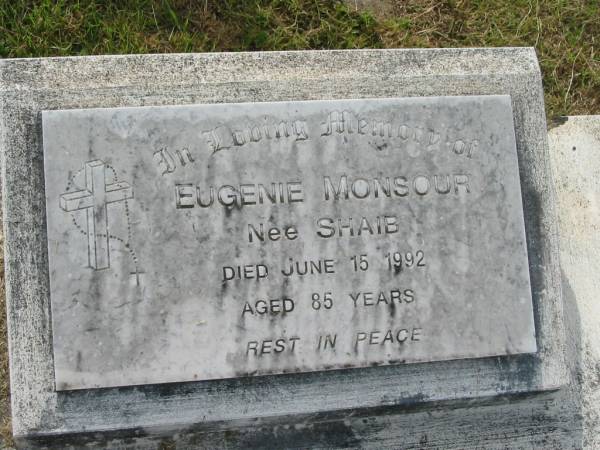 In Loving Memory of
EUGENIE MONSOUR
Nee SHAIB
DIED JUNE 15 1992
AGED 85 YEARS
REST IN PEACE